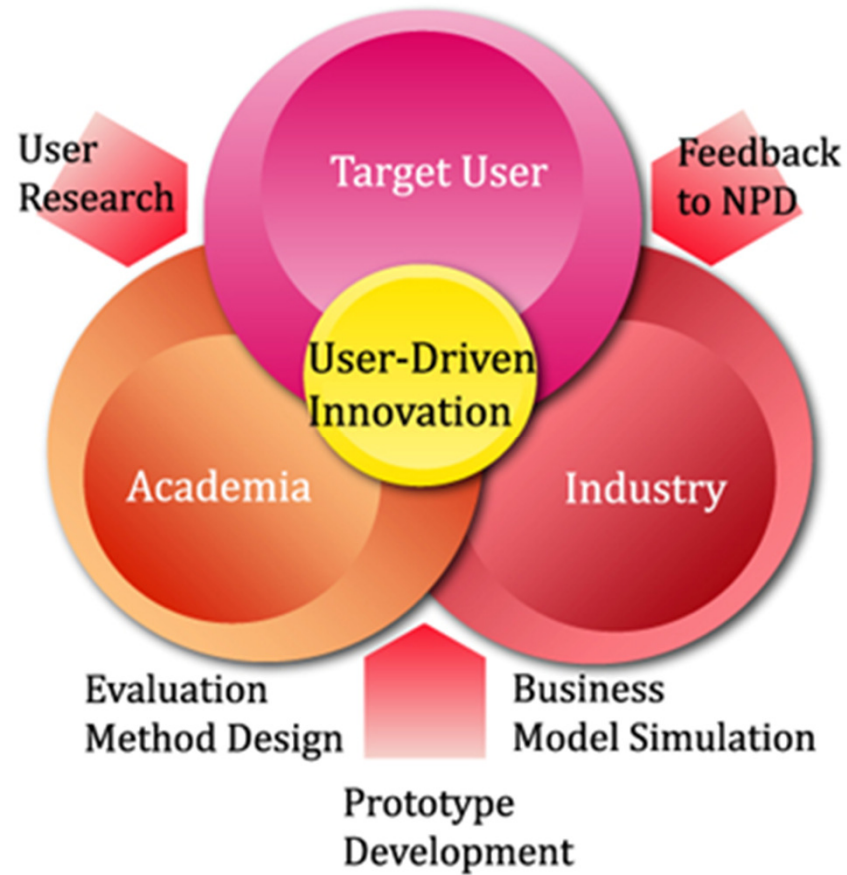 User
Research
Target User
Feedback
to NPD
User-Driven
Innovation
Academia
Industry
Evaluation
Method Design
Business
Model Simulation
Prototype
Development